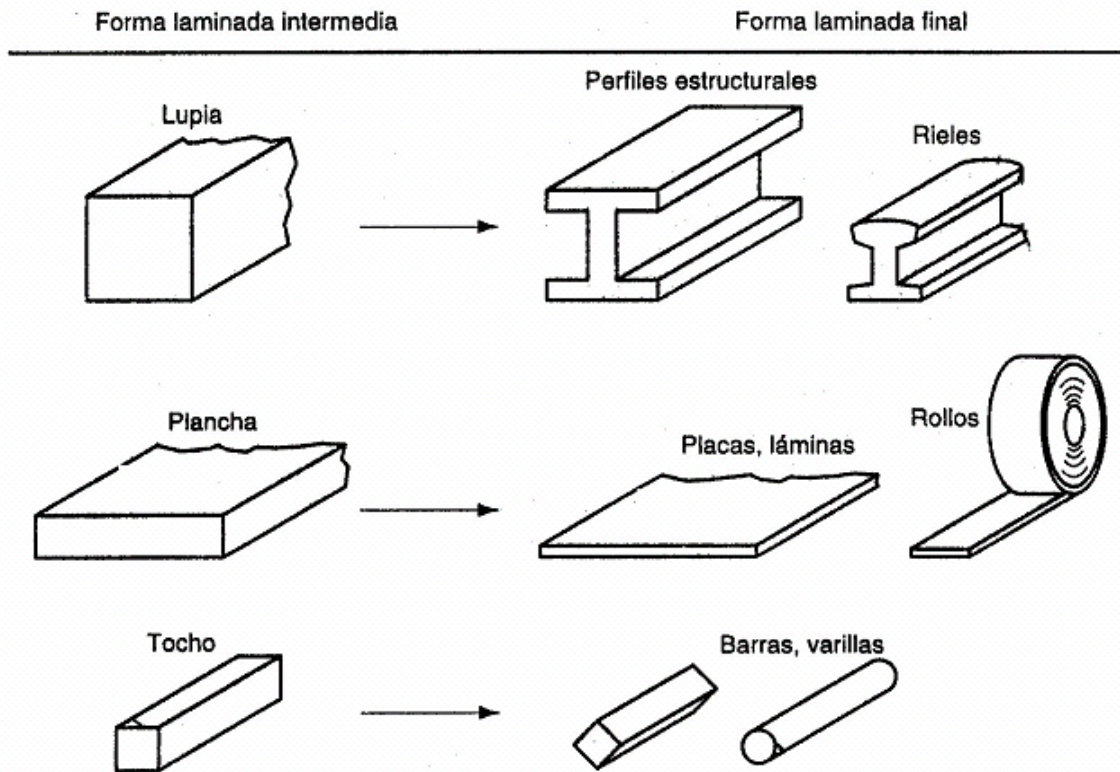 Forma laminada intermedia
Forma laminada final
Lupia
Perfiles estructurales
Rieles
Plancha
Placas, láminas
Rollos
Tocho
Barras, varillas